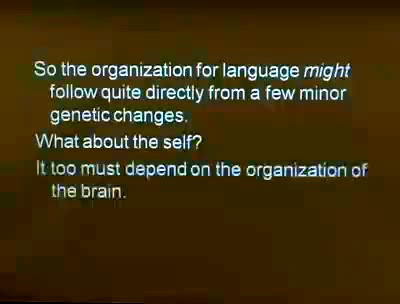 So the organization for language might
follow quite directly from a few minor
genetic changes.
What about the self?
It too must depend on the organization of
the brain.